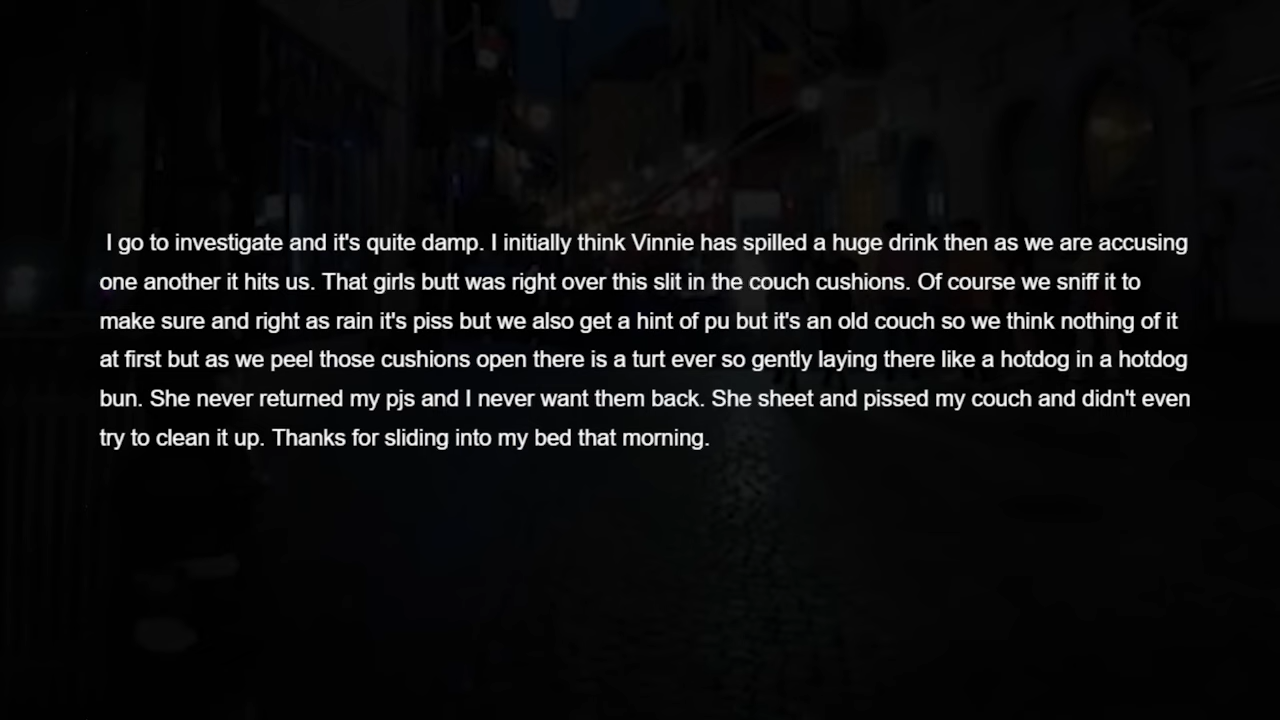 I go to investigate and it's quite damp. I initially think Vinnie has spilled a huge drink then as we are accusing
one another it hits us. That girls butt was right over this slit in the couch cushions. Of course we sniff it to
make sure and right as rain it's piss but we also get a hint of pu but it's an old couch so we think nothing of it
at first but as we peel those cushions open there is a turt ever so gently laying there like a hotdog in a hotdog
bun. She never returned my pjs and I never want them back. She sheet and pissed my couch and didn't even
try to clean it up. Thanks for sliding into my bed that morning.